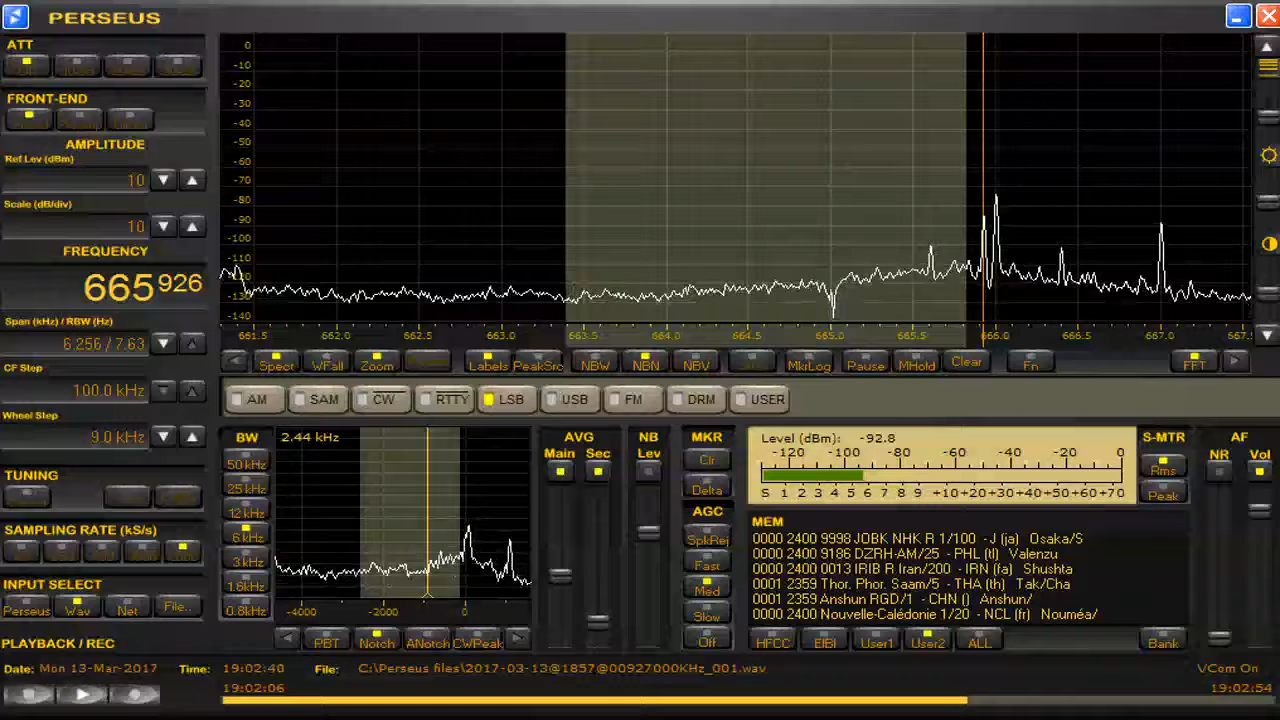 PERSEUS
ATT
FRONT-END
AMPLITUDE
Ref Lev (dBm)
10
Scale (dB/div)
10
FREQUENCY
665926
Span (kHz) / RBW (Hz)
6.256 / 7.63
CF Step
100.0 kHz
Wheel Step
9.0 kHz
TUNING
SAMPLING RATE (kS/s)
INPUT SELECT
Perseus Wav Net File..
PLAYBACK / REC
0
-10
-20
-30
-40
-50
-60
-70
-80
-90
-100
-110
-120
-130
-140
661.5 662.0 662.5 663.0 663.5 664.0 664.5 665.0 665.5 666.0 666.5 667.0 667.5
Spect WFall Zoom Labels PeakSrc NBW NBN NBV MkrLog Pause MHold Clear Fn FFT
AM SAM CW RTTY LSB USB FM DRM USER
BW
50 kHz
25 kHz
12 kHz
6 kHz
3 kHz
1.6kHz
0.8kHz
2.44 kHz
-4000 -2000 0
PBT Notch ANotch CWPeak
AVG
Main Sec
NB
Lev
MKR
Clr
Delta
AGC
SpkRej
Fast
Med
Slow
Off
Level (dBm): -92.8
-120 -100 -80 -60 -40 -20 0
S 1 2 3 4 5 6 7 8 9 +10+20+30+40+50+60+70
S-MTR
Rms
Peak
AF
NR Vol
MEM
0000 2400 9998 JOBK NHK R 1/100 - J (ja) Osaka/S
0000 2400 9186 DZRH-AM/25 - PHL (tl) Valenzu
0000 2400 0013 IRIB R Iran/200 - IRN (fa) Shushta
0001 2359 Thor. Phor. Saam/5 - THA (th) Tak/Cha
0001 2359 Anshun RGD/1 - CHN () Anshun/
0000 2400 Nouvelle-Calédonie 1/20 - NCL (fr) Nouméa/
HFCC EIBI User1 User2 ALL Bank
Date: Mon 13-Mar-2017 Time: 19:02:40 File: C:\Perseus files\2017-03-13@1857@00927000KHz_001.wav VCom On
19:02:06 19:02:54